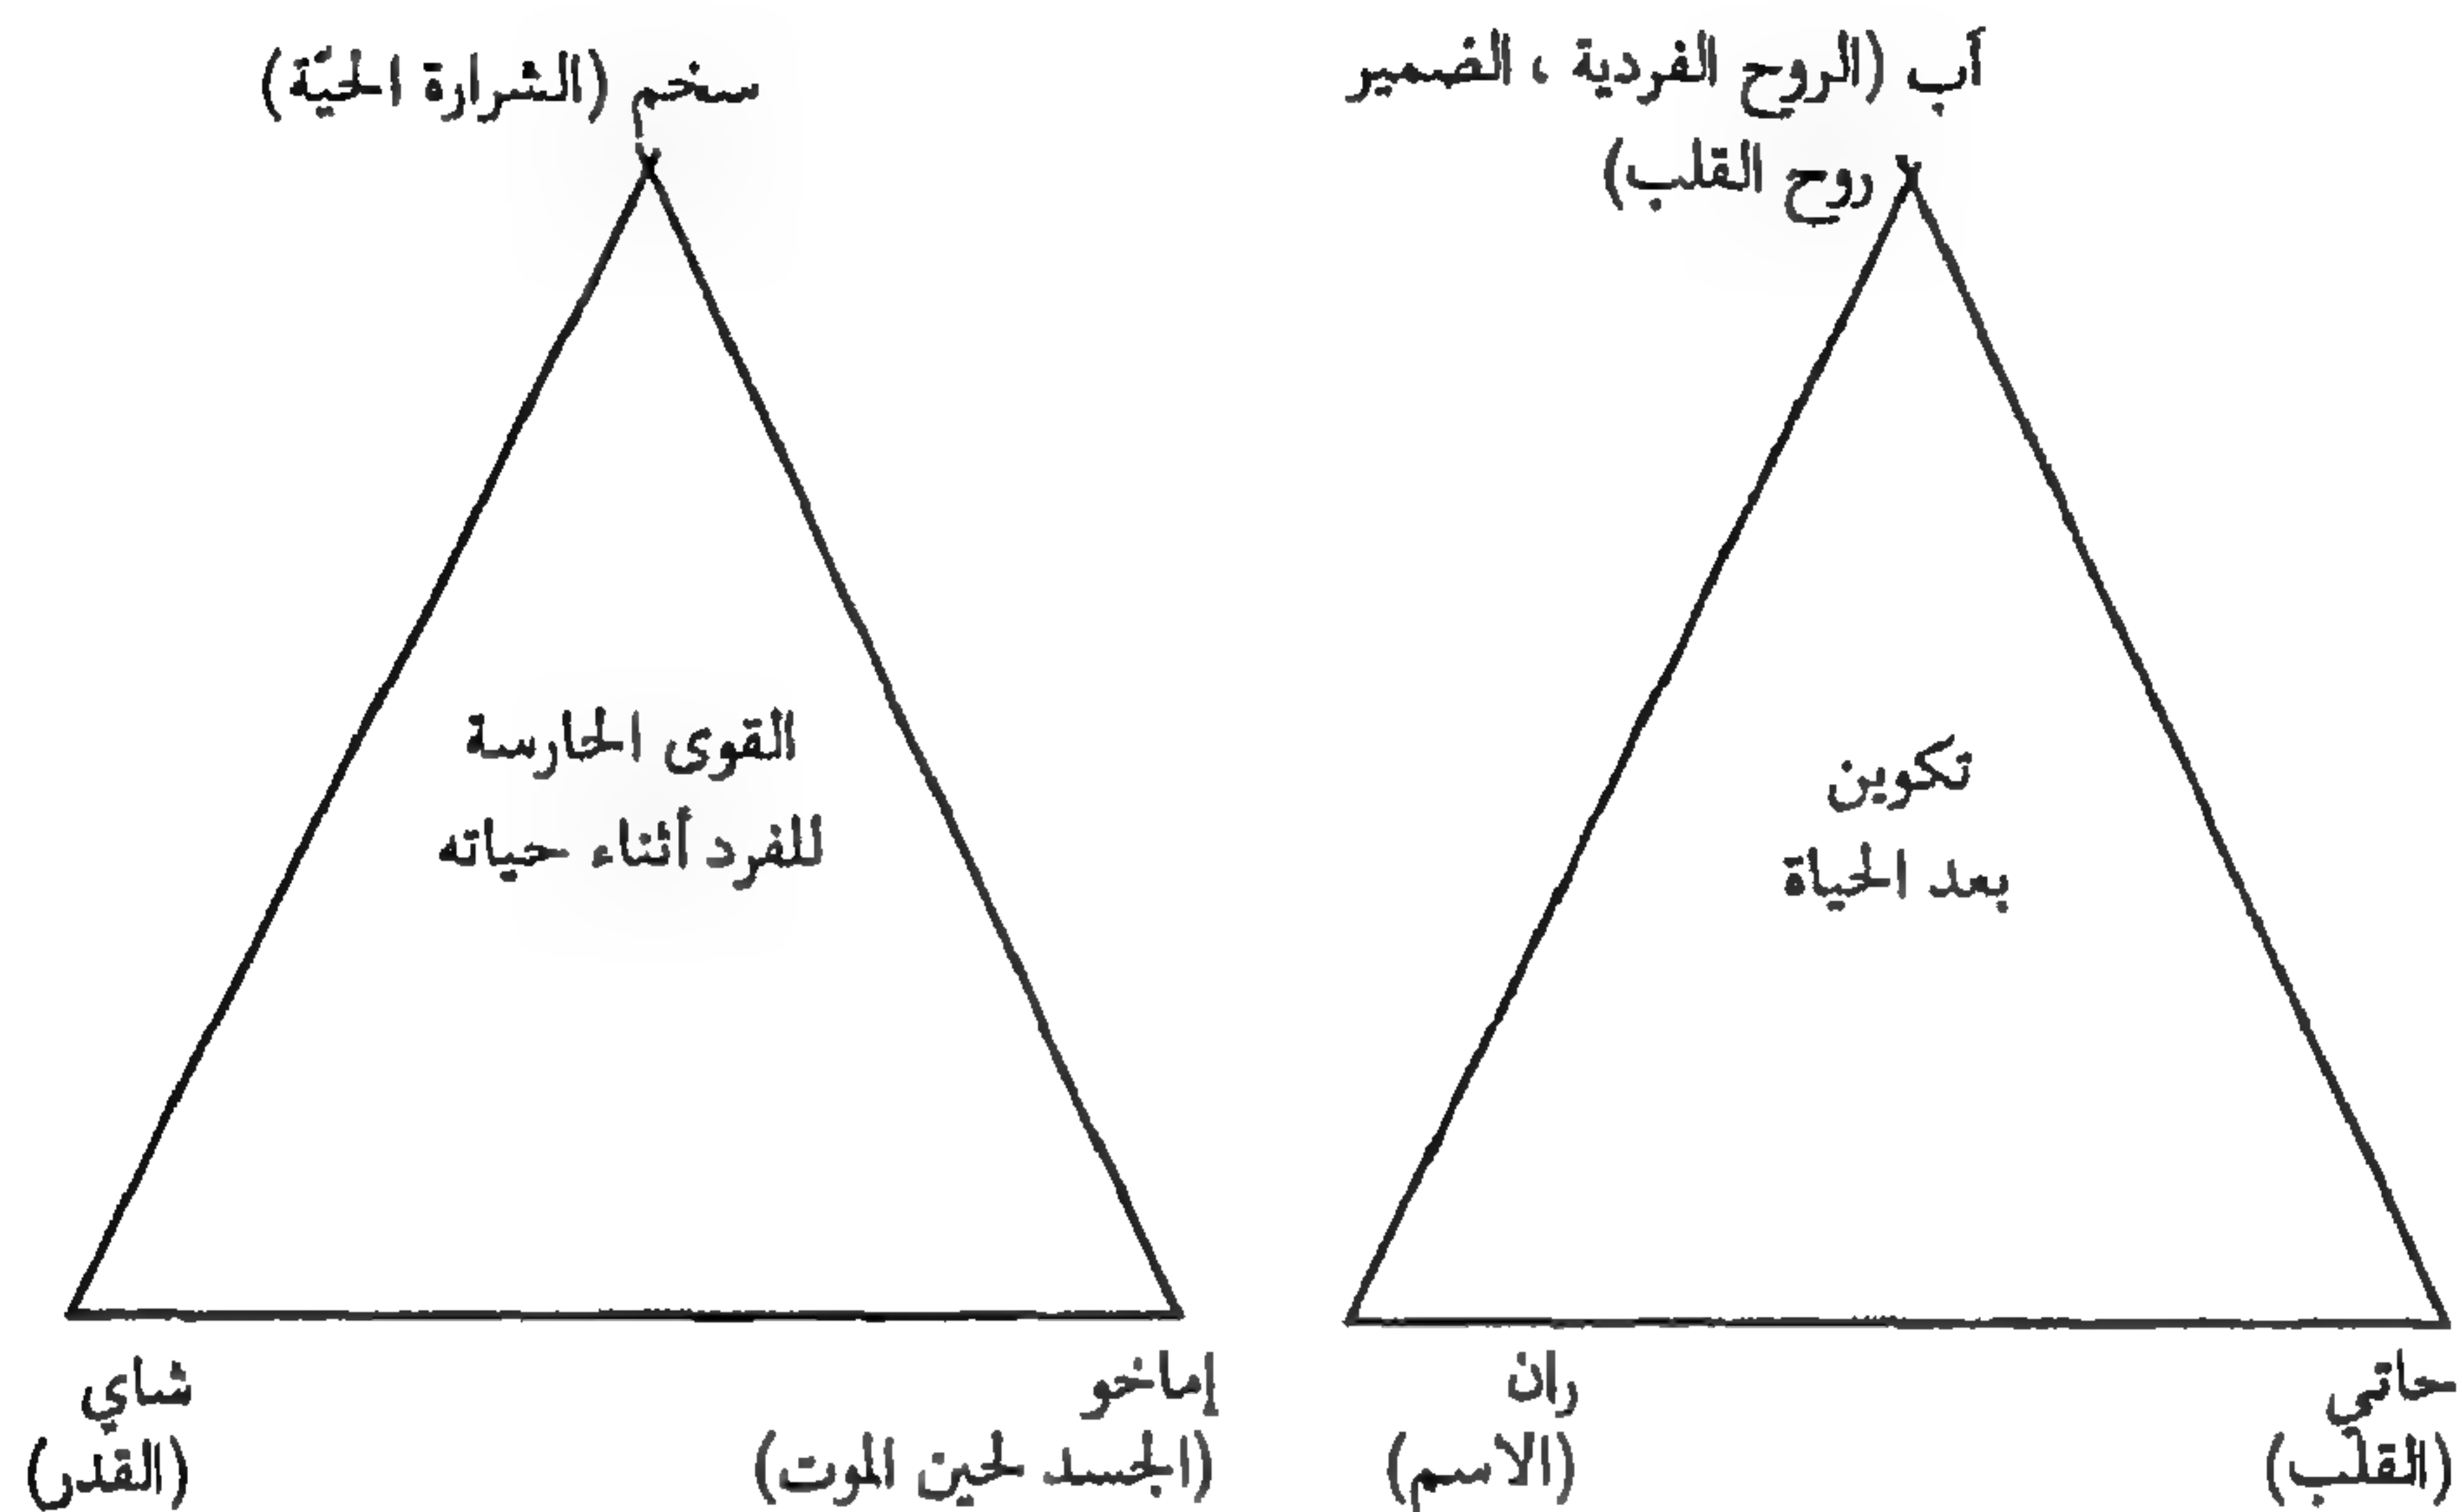 آب (الروح الفردية ، الضمير
روح القلب)
تكوين
بعد الحياة
حاتي
(القلب)
ران
(الاسم)
سخم (الشرارة الحيّة)
القوى الحارسة
للفرد أثناء حياته
إماخو
(الجسد لحين الموت)
شاي
(القدر)